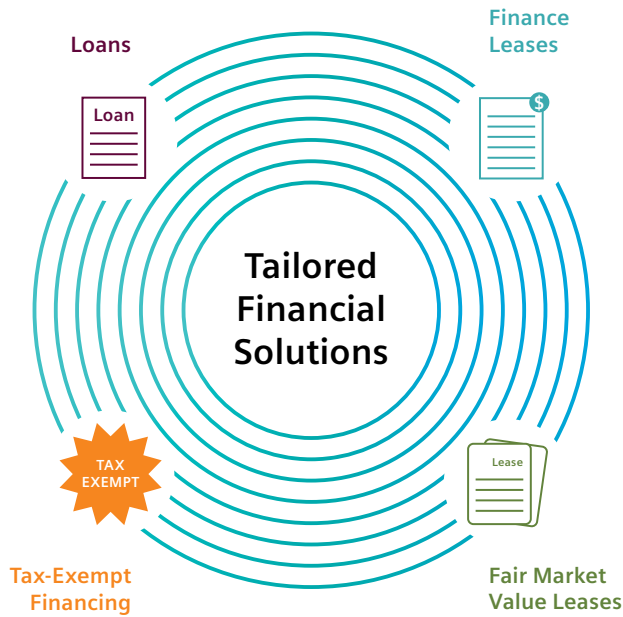 Loans
Finance
Leases
Loan
$
Tailored
Financial
Solutions
TAX
EXEMPT
Lease
Tax-Exempt
Financing
Fair Market
Value Leases